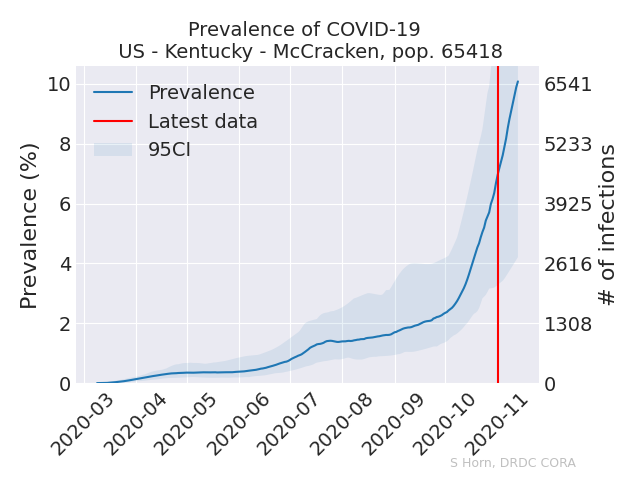 Prevalence of COVID-19
US - Kentucky - McCracken, pop. 65418
Prevalence
Latest data
95CI
Prevalence (%)
10
8
6
4
2
0
6541
5233
3925
2616
1308
0
# of infections
2020-03
2020-04
2020-05
2020-06
2020-07
2020-08
2020-09
2020-10
2020-11
S Horn, DRDC CORA